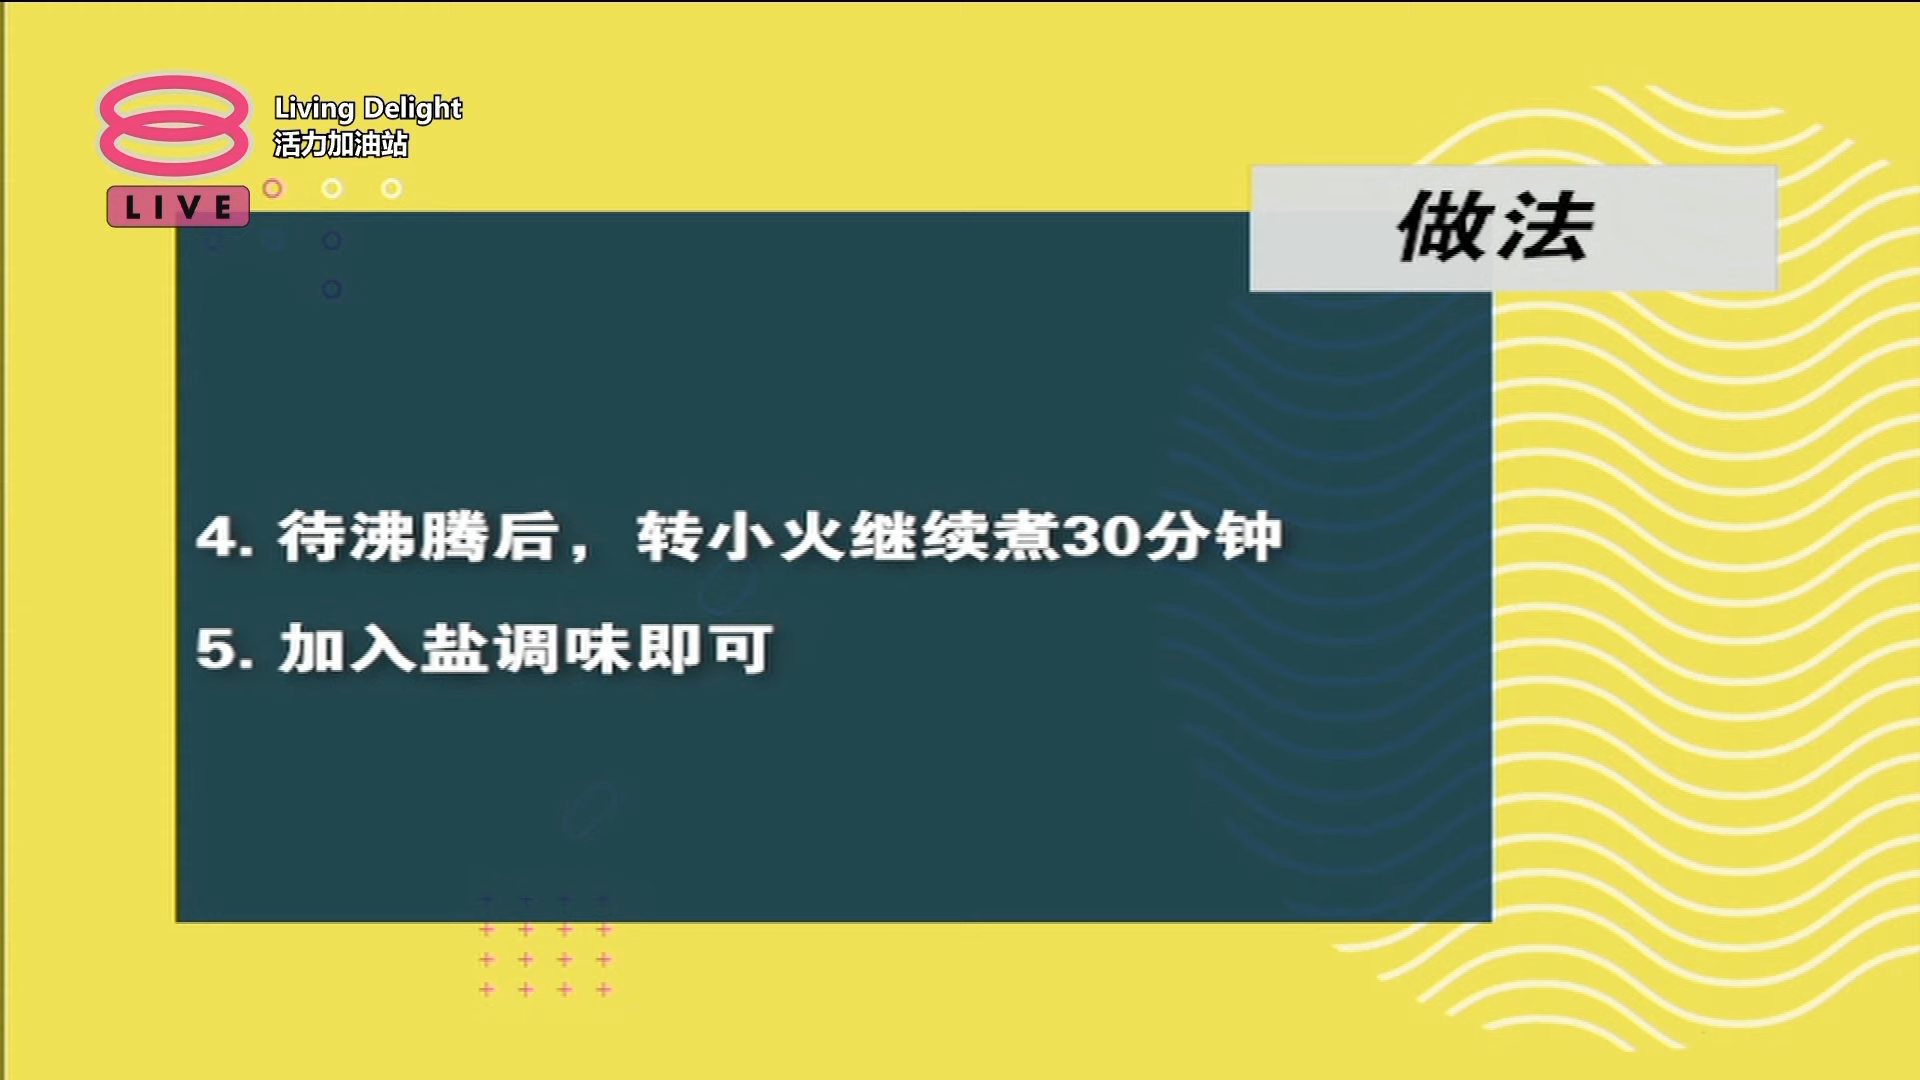 Living Delight
活力加油站
LIVE
做法
4. 待沸腾后，转小火继续煮30分钟
5. 加入盐调味即可